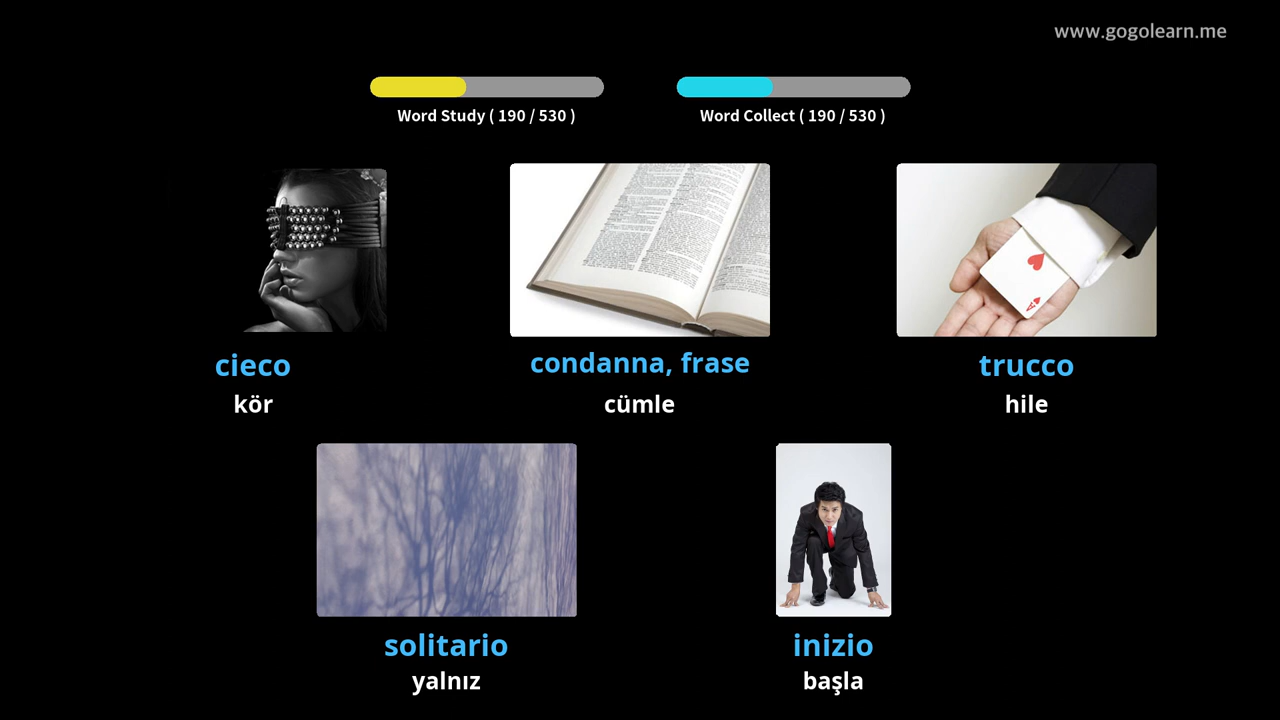 www.gogolearn.me
Word Study ( 190 / 530 )
Word Collect ( 190 / 530 )
cieco
kör
condanna, frase
cümle
trucco
hile
solitario
yalnız
inizio
başla